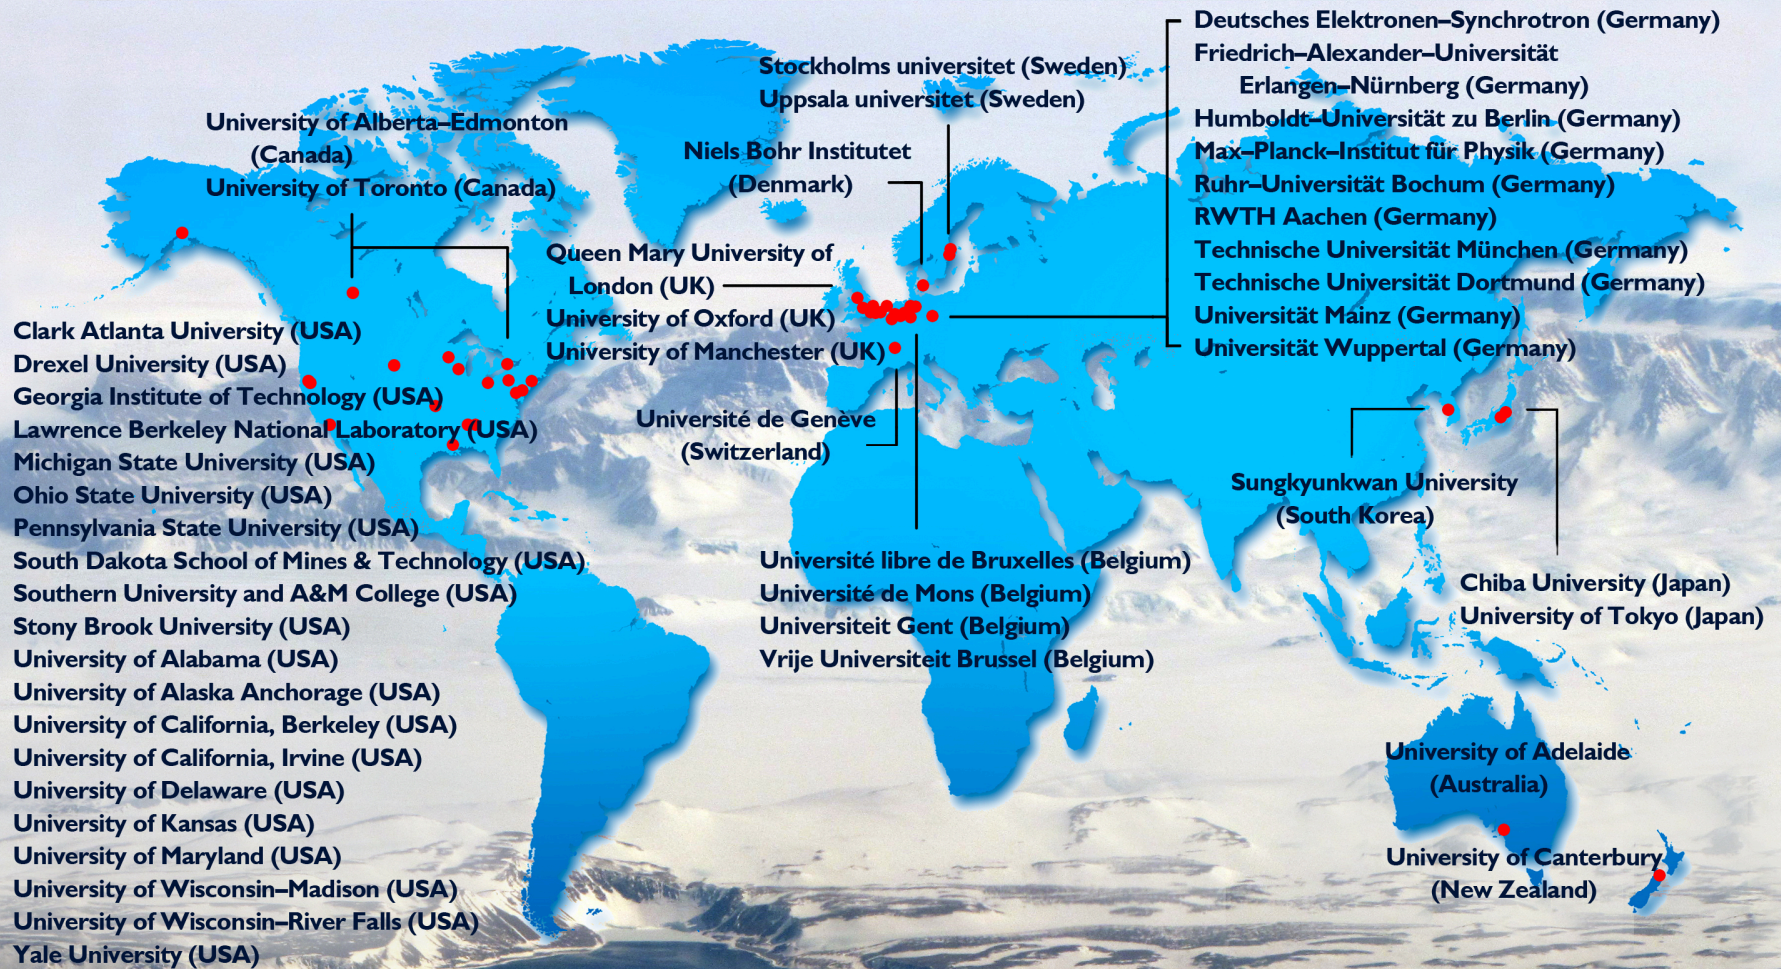 Deutsches Elektronen–Synchrotron (Germany)
Friedrich–Alexander–Universität
Erlangen–Nürnberg (Germany)
Humboldt–Universität zu Berlin (Germany)
Max–Planck–Institut für Physik (Germany)
Ruhr–Universität Bochum (Germany)
RWTH Aachen (Germany)
Technische Universität München (Germany)
Technische Universität Dortmund (Germany)
Universität Mainz (Germany)
Universität Wuppertal (Germany)
Stockholms universitet (Sweden)
Uppsala universitet (Sweden)
University of Alberta–Edmonton
(Canada)
University of Toronto (Canada)
Niels Bohr Institutet
(Denmark)
Queen Mary University of
London (UK)
University of Oxford (UK)
University of Manchester (UK)
Clark Atlanta University (USA)
Drexel University (USA)
Georgia Institute of Technology (USA)
Lawrence Berkeley National Laboratory (USA)
Michigan State University (USA)
Ohio State University (USA)
Pennsylvania State University (USA)
South Dakota School of Mines & Technology (USA)
Southern University and A&M College (USA)
Stony Brook University (USA)
University of Alabama (USA)
University of Alaska Anchorage (USA)
University of California, Berkeley (USA)
University of California, Irvine (USA)
University of Delaware (USA)
University of Kansas (USA)
University of Maryland (USA)
University of Wisconsin–Madison (USA)
University of Wisconsin–River Falls (USA)
Yale University (USA)
Université de Genève
(Switzerland)
Université libre de Bruxelles (Belgium)
Université de Mons (Belgium)
Universiteit Gent (Belgium)
Vrije Universiteit Brussel (Belgium)
Sungkyunkwan University
(South Korea)
Chiba University (Japan)
University of Tokyo (Japan)
University of Adelaide
(Australia)
University of Canterbury
(New Zealand)